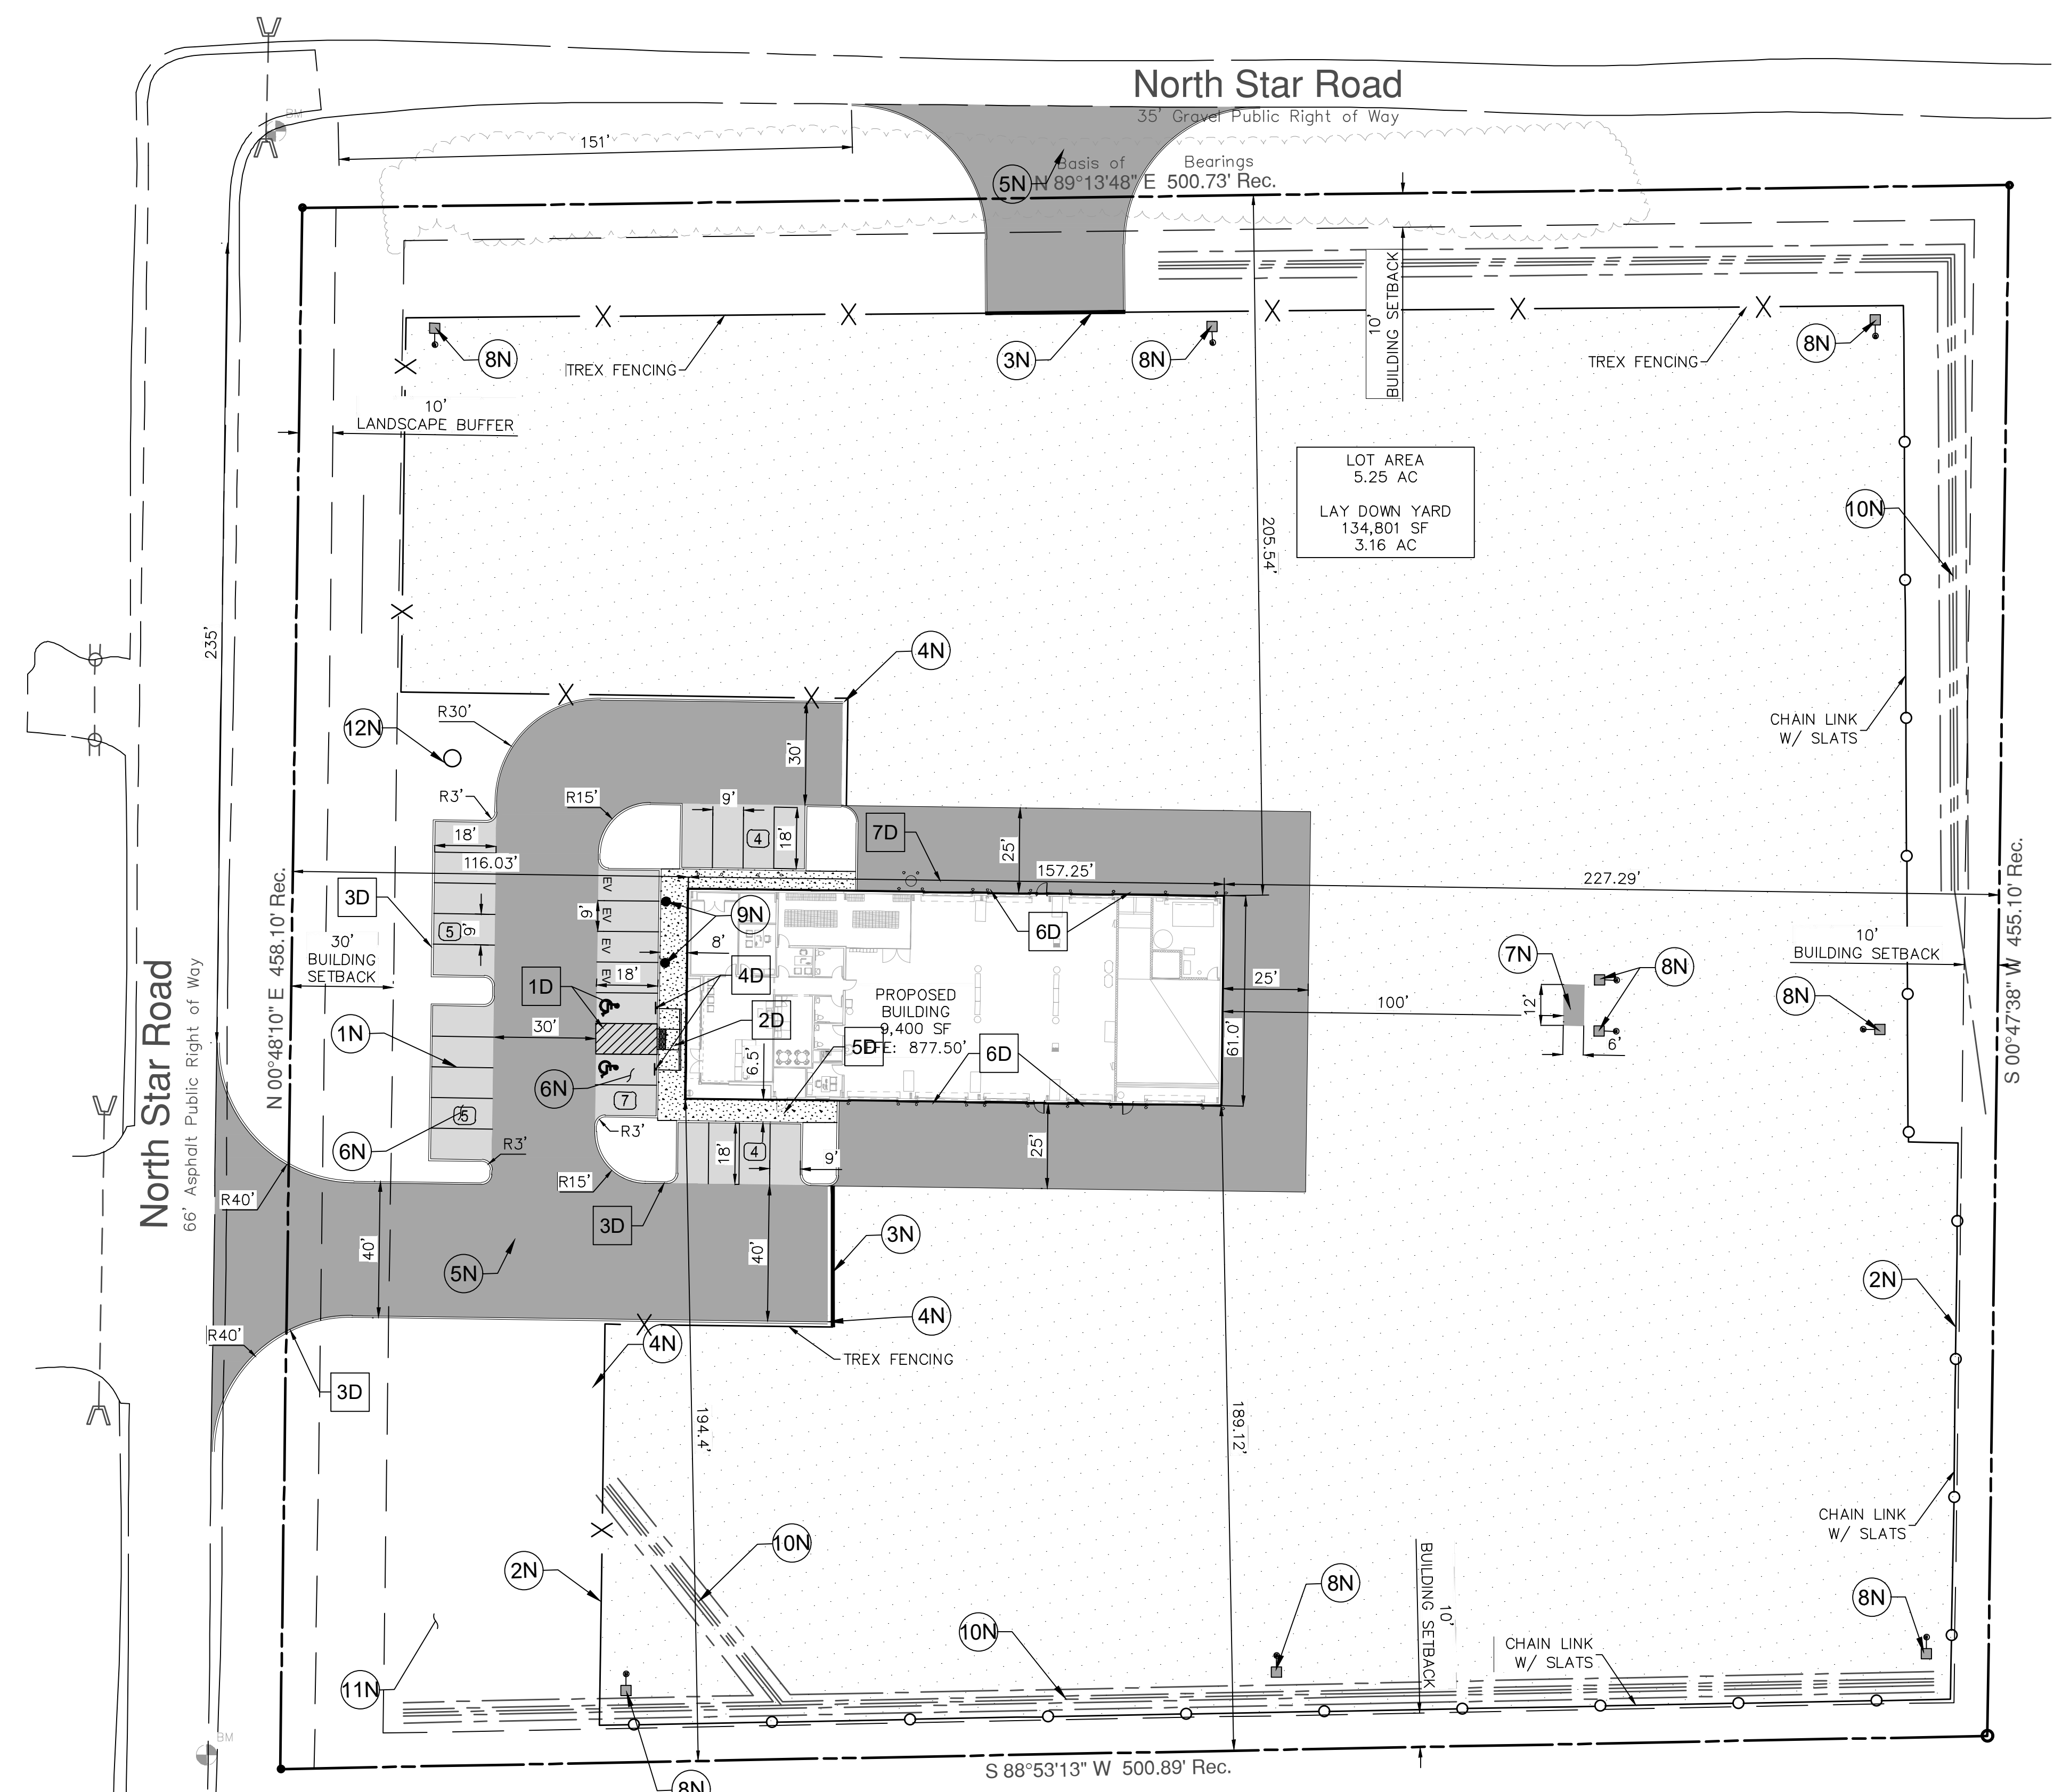 North Star Road
35' Gravel Public Right of Way
BM
151'
Basis of Bearings
5N
N 89°13'48" E 500.73' Rec.
10'
BUILDING SETBACK
8N
TREX FENCING
3N
8N
TREX FENCING
8N
10'
LANDSCAPE BUFFER
LOT AREA
5.25 AC
LAY DOWN YARD
134,801 SF
3.16 AC
10N
205.54'
235'
4N
12N
R30'
CHAIN LINK
W/ SLATS
30'
R3'
R15'
9'
18'
4
18'
7D
25'
116.03'
157.25'
227.29'
3D
EV
9'
5
9'
EV
9N
8'
6D
EV
EV
18'
30'
BUILDING
SETBACK
10'
BUILDING SETBACK
7N
8N
8N
1D
4D
2D
25'
100'
12'
6'
PROPOSED
BUILDING
9,400 SF
FFE: 877.50'
5D
6D
61.0'
1N
30'
6.5'
6N
7
5
6N
R3'
R3'
18'
4
9'
25'
R15'
N 00°48'10" E 458.10' Rec.
S 00°47'38" W 455.10' Rec.
North Star Road
66' Asphalt Public Right of Way
R40'
3D
40'
40'
3N
5N
2N
R40'
4N
4N
TREX FENCING
3D
194.4'
189.12'
CHAIN LINK
W/ SLATS
10N
2N
BUILDING SETBACK
10'
8N
8N
10N
CHAIN LINK
W/ SLATS
11N
BM
8N
S 88°53'13" W 500.89' Rec.